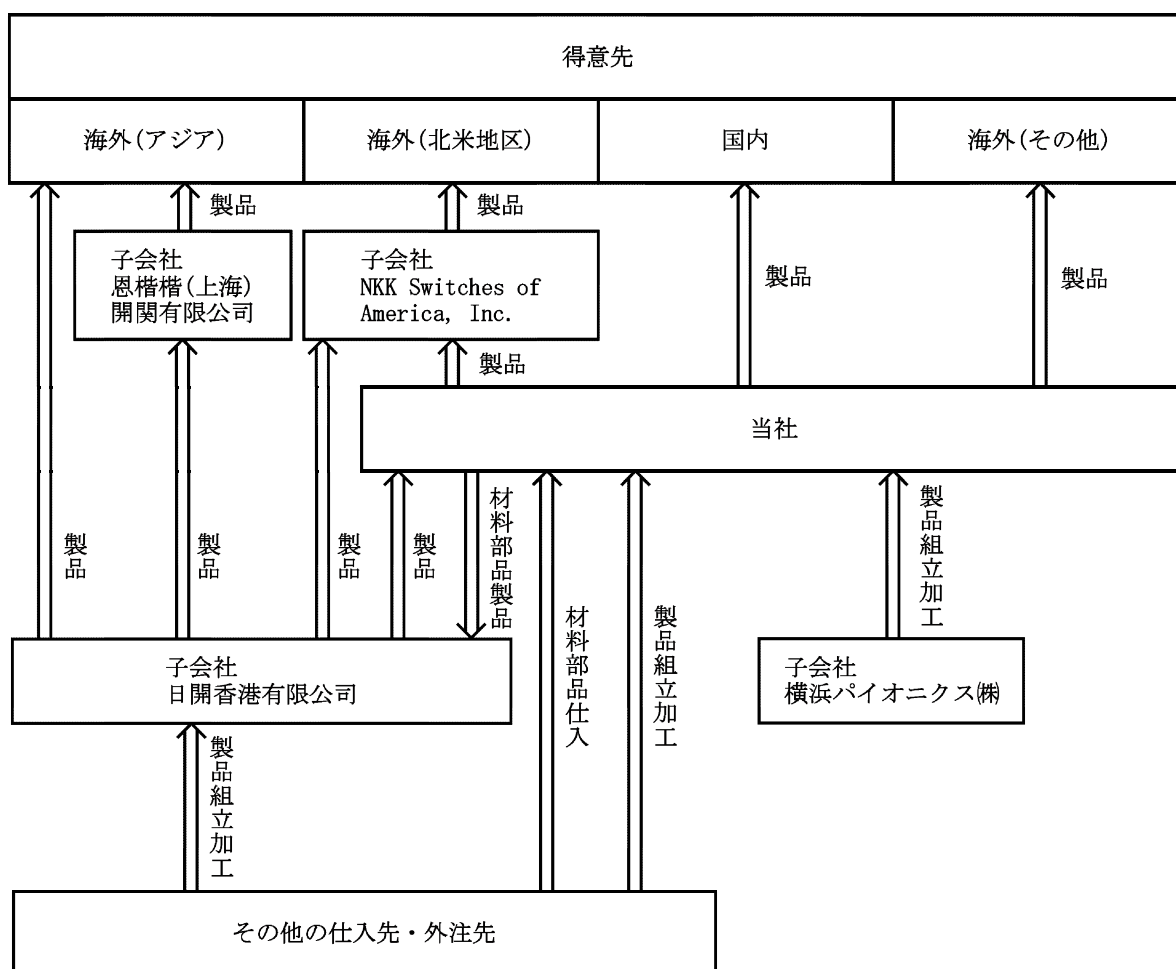 得意先
海外(アジア)
海外(北米地区)
国内
海外(その他)
製品
製品
子会社
恩楷楷(上海)
開関有限公司
子会社
NKK Switches of
America, Inc.
製品
製品
製品
当社
製品
製品
製品
製品
材料部品製品
材料部品仕入
製品組立加工
製品組立加工
子会社
日開香港有限公司
子会社
横浜パイオニクス㈱
製品組立加工
その他の仕入先・外注先